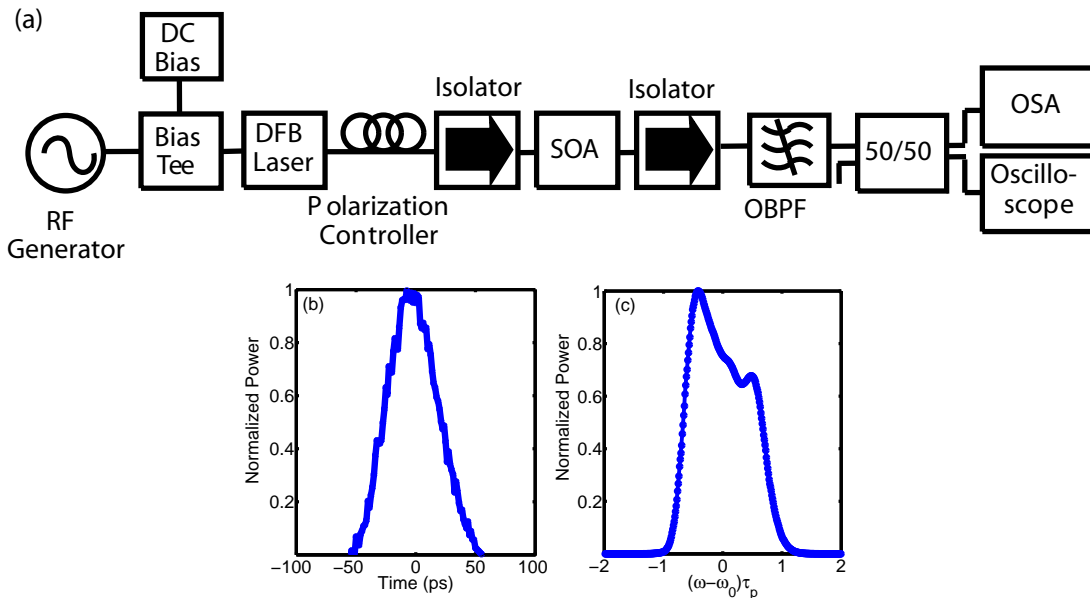 (a)
DC
Bias
RF
Generator
Bias
Tee
DFB
Laser
Polarization
Controller
Isolator
SOA
Isolator
OBPF
50/50
OSA
Oscillo-
scope
(b)
Normalized Power
1
0.8
0.6
0.4
0.2
−100 −50 0 50 100
Time (ps)
(c)
Normalized Power
1
0.8
0.6
0.4
0.2
−2 −1 0 1 2
(ω−ω₀)τₚ